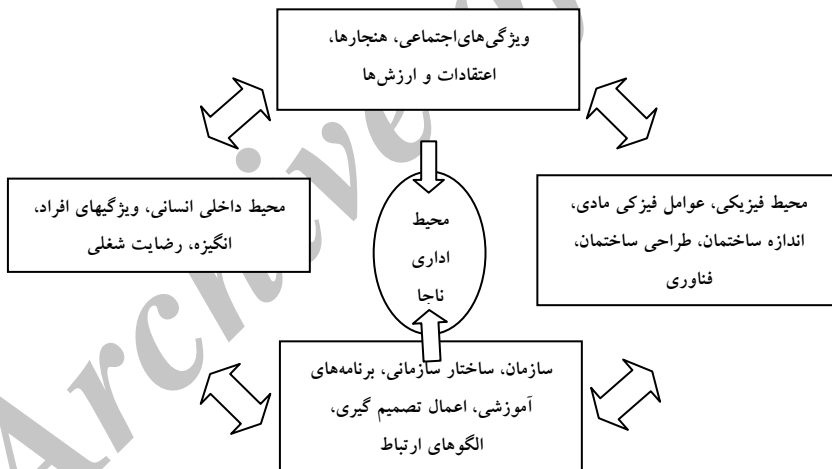 ویژگی‌های‌اجتماعی، هنجارها،
اعتقادات و ارزش‌ها
محیط فیزیکی، عوامل فیزکی مادی،
اندازه ساختمان، طراحی ساختمان،
فناوری
محیط
اداری
ناجا
محیط داخلی انسانی، ویژگیهای افراد،
انگیزه، رضایت شغلی
سازمان، ساختار سازمانی، برنامه‌های
آموزشی، اعمال تصمیم گیری،
الگوهای ارتباط
Archive